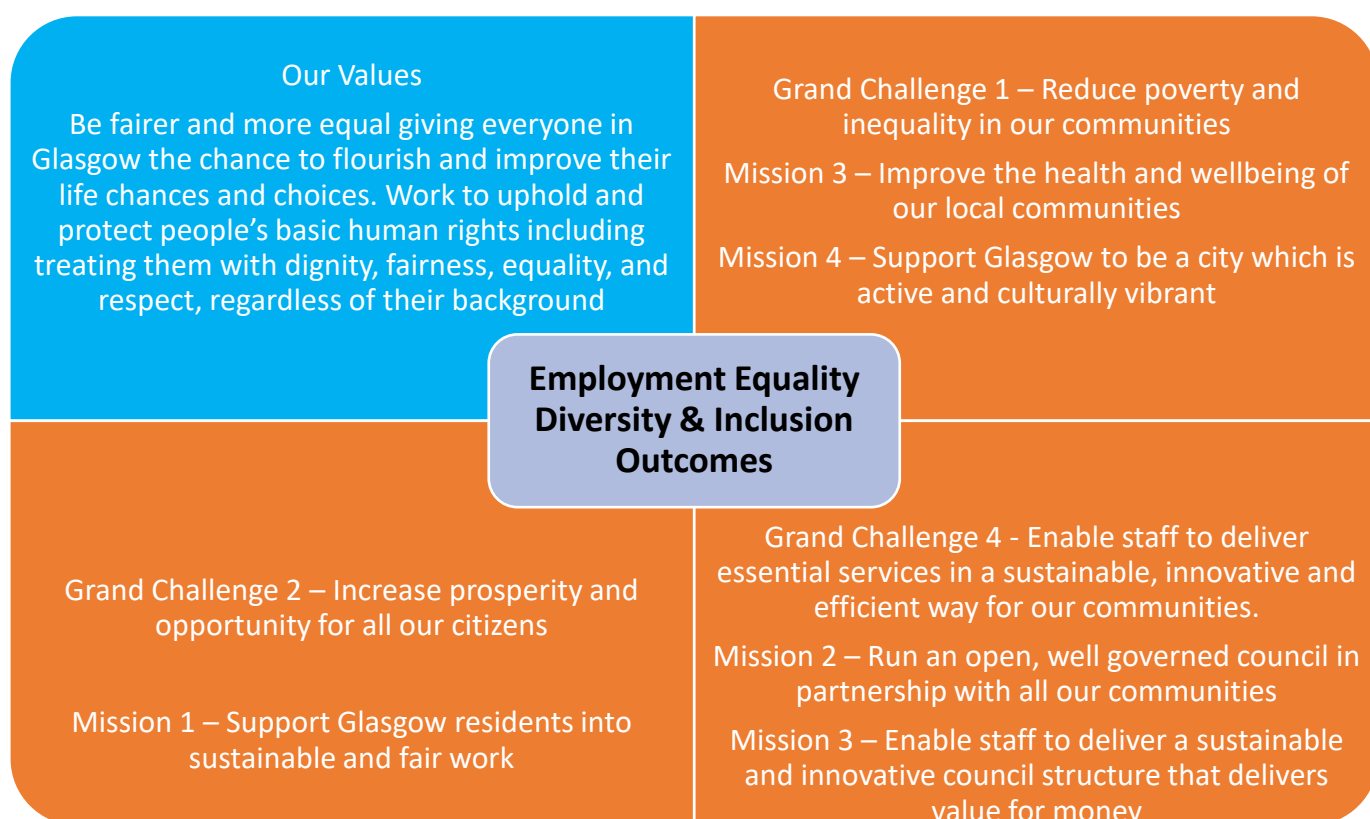 Our Values
Be fairer and more equal giving everyone in
Glasgow the chance to flourish and improve their
life chances and choices. Work to uphold and
protect people’s basic human rights including
treating them with dignity, fairness, equality, and
respect, regardless of their background
Grand Challenge 1 – Reduce poverty and
inequality in our communities
Mission 3 – Improve the health and wellbeing of
our local communities
Mission 4 – Support Glasgow to be a city which is
active and culturally vibrant
Employment Equality
Diversity & Inclusion
Outcomes
Grand Challenge 2 – Increase prosperity and
opportunity for all our citizens
Mission 1 – Support Glasgow residents into
sustainable and fair work
Grand Challenge 4 - Enable staff to deliver
essential services in a sustainable, innovative and
efficient way for our communities.
Mission 2 – Run an open, well governed council in
partnership with all our communities
Mission 3 – Enable staff to deliver a sustainable
and innovative council structure that delivers
value for money